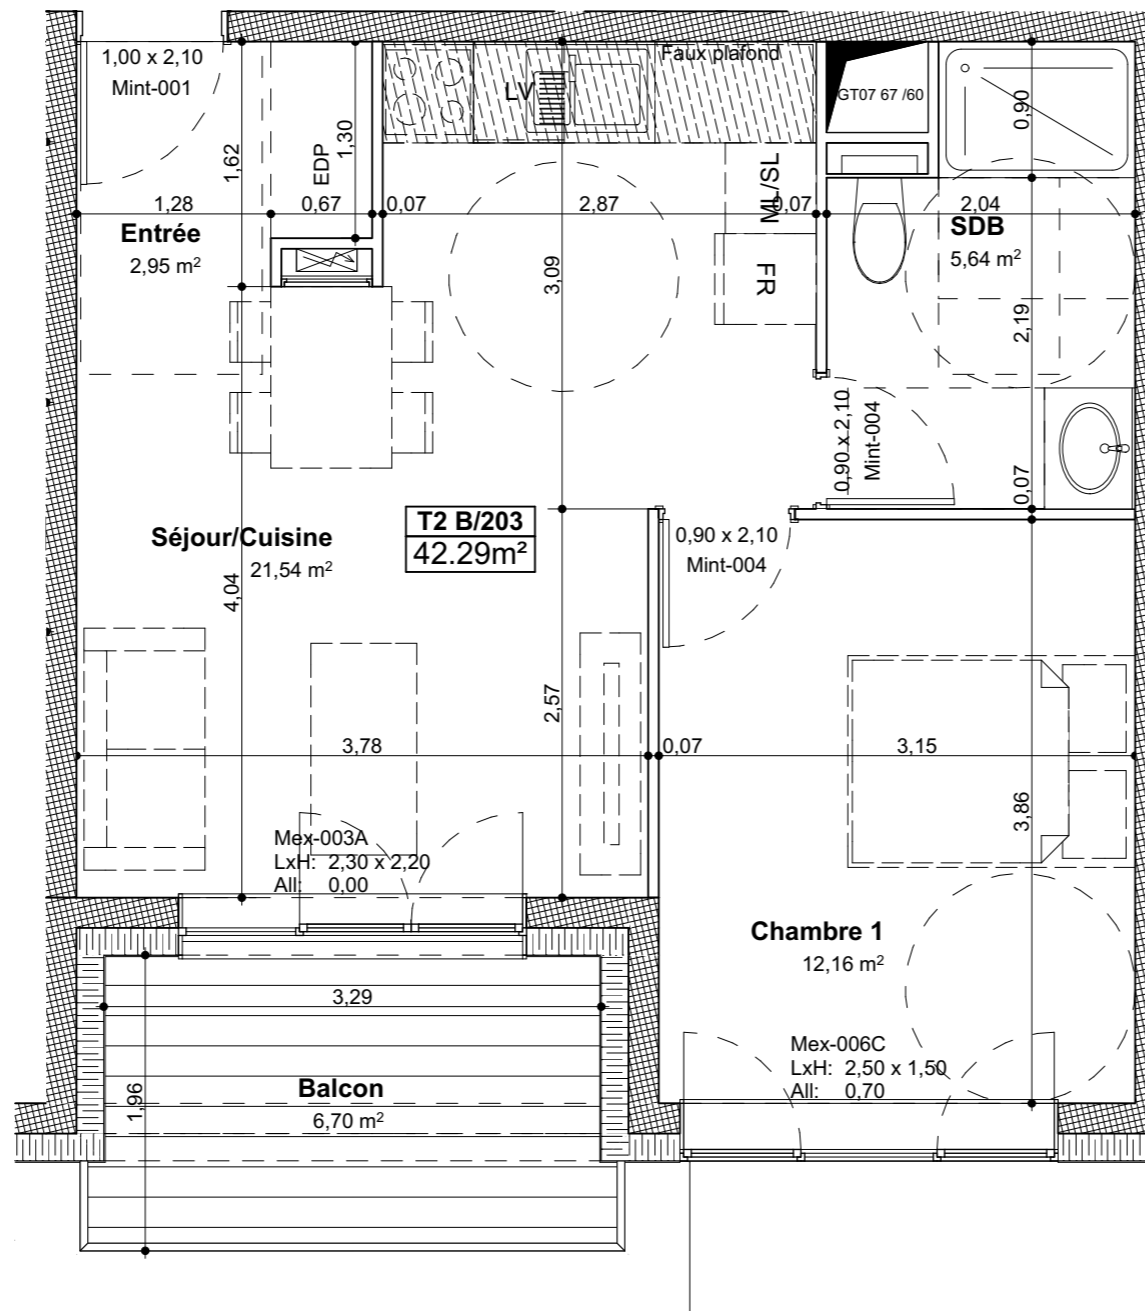 1,00 x 2,10
Mint-001
Faux plafond
LV
GT07 67 /60
0,90
1,62
EDP
1,30
ML/SL
1,28
0,67
0,07
2,87
0,07
2,04
Entrée
2,95 m²
SDB
5,64 m²
3,09
FR
2,19
0,90 x 2,10
Mint-004
0,07
T2 B/203
42.29m²
Séjour/Cuisine
21,54 m²
0,90 x 2,10
Mint-004
4,04
2,57
3,78
0,07
3,15
3,86
Mex-003A
LxH: 2,30 x 2,20
All: 0,00
Chambre 1
12,16 m²
3,29
Mex-006C
LxH: 2,50 x 1,50
All: 0,70
1,96
Balcon
6,70 m²